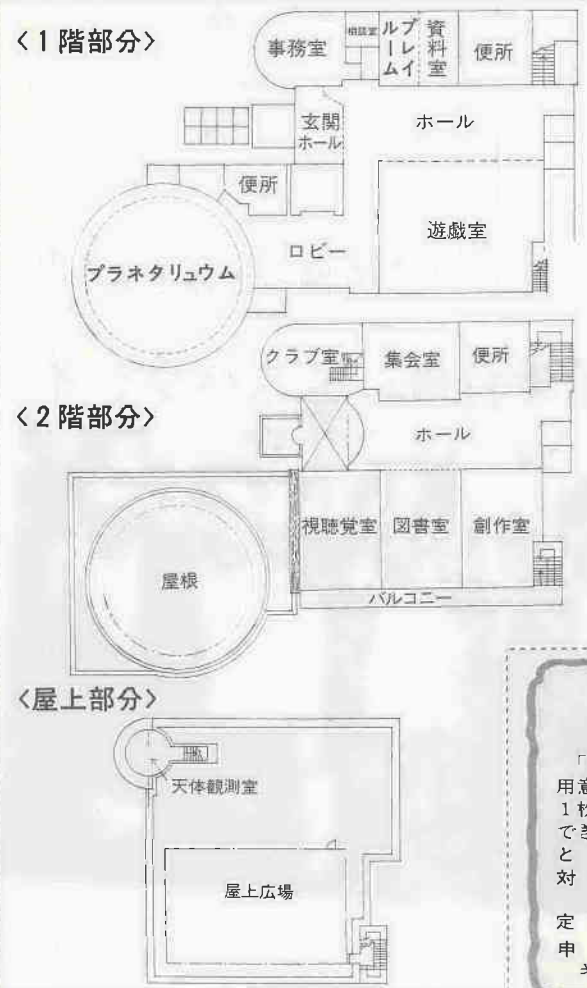 〈1階部分〉
事務室
相談室
プレイルーム
資料室
便所
玄関ホール
ホール
便所
ロビー
遊戯室
プラネタリュウム
〈2階部分〉
クラブ室
集会室
便所
ホール
視聴覚室
図書室
創作室
屋根
バルコニー
〈屋上部分〉
天体観測室
屋上広場
「
用意
1枚
でき
と
対
定
申